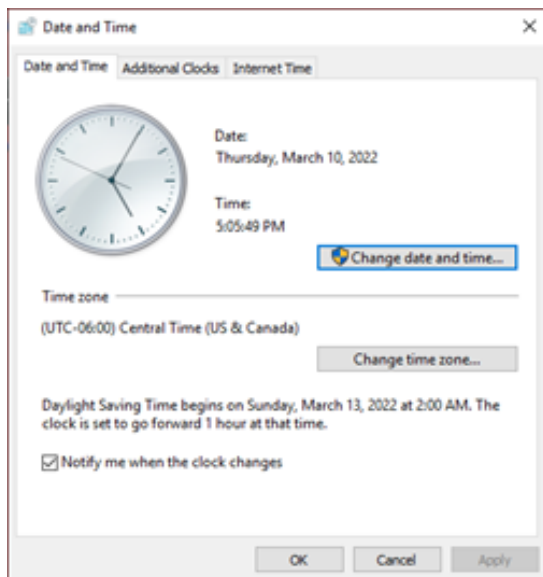 Date and Time
Date and Time
Additional Clocks
Internet Time
Date:
Thursday, March 10, 2022
Time:
5:05:49 PM
Change date and time...
Time zone
(UTC-06:00) Central Time (US & Canada)
Change time zone...
Daylight Saving Time begins on Sunday, March 13, 2022 at 2:00 AM. The
clock is set to go forward 1 hour at that time.
Notify me when the clock changes
OK
Cancel
Apply